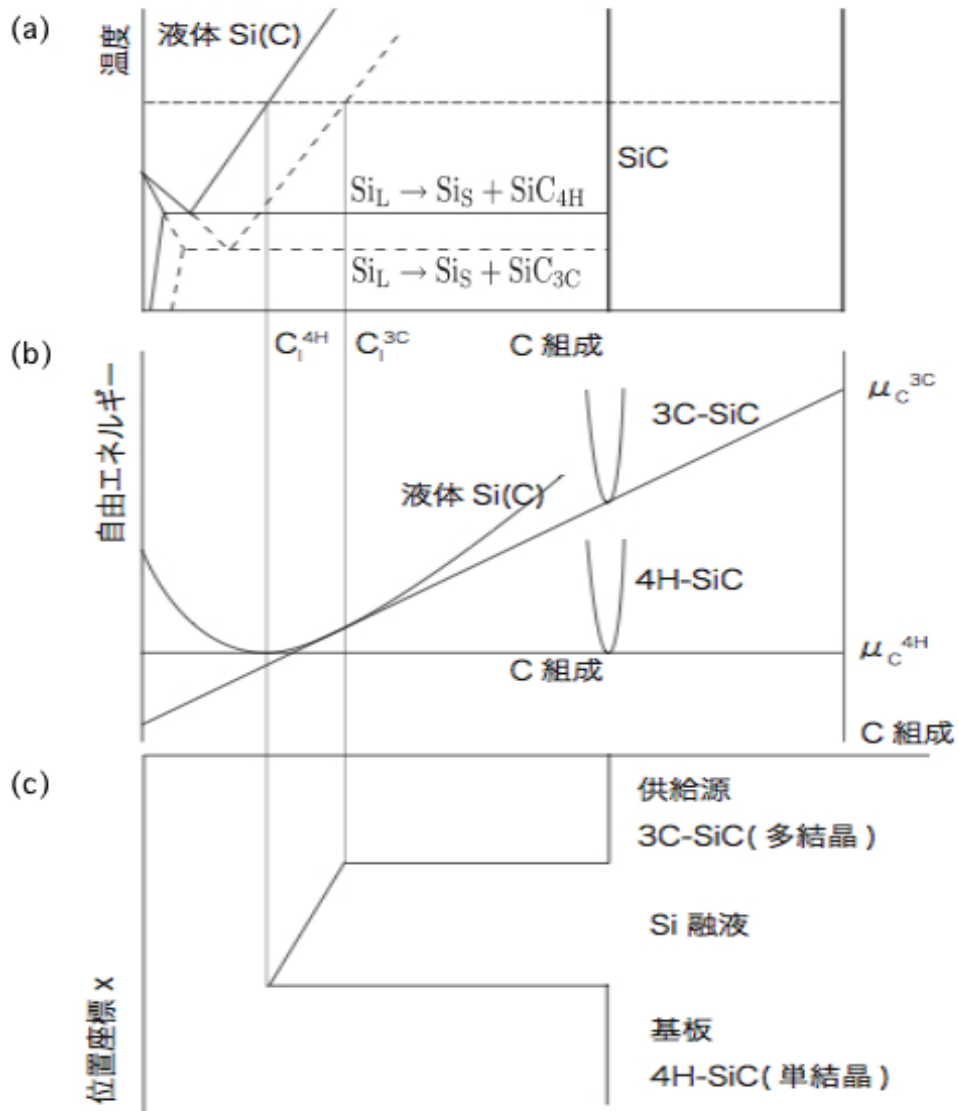 (a)
温度
液体 Si(C)
SiC
Si_L → Si_S + SiC_4H
Si_L → Si_S + SiC_3C
C_l^4H
C_l^3C
C 組成
(b)
自由エネルギー
μ_C^3C
3C-SiC
液体 Si(C)
4H-SiC
μ_C^4H
C 組成
C 組成
(c)
位置座標 x
供給源
3C-SiC( 多結晶 )
Si 融液
基板
4H-SiC( 単結晶 )